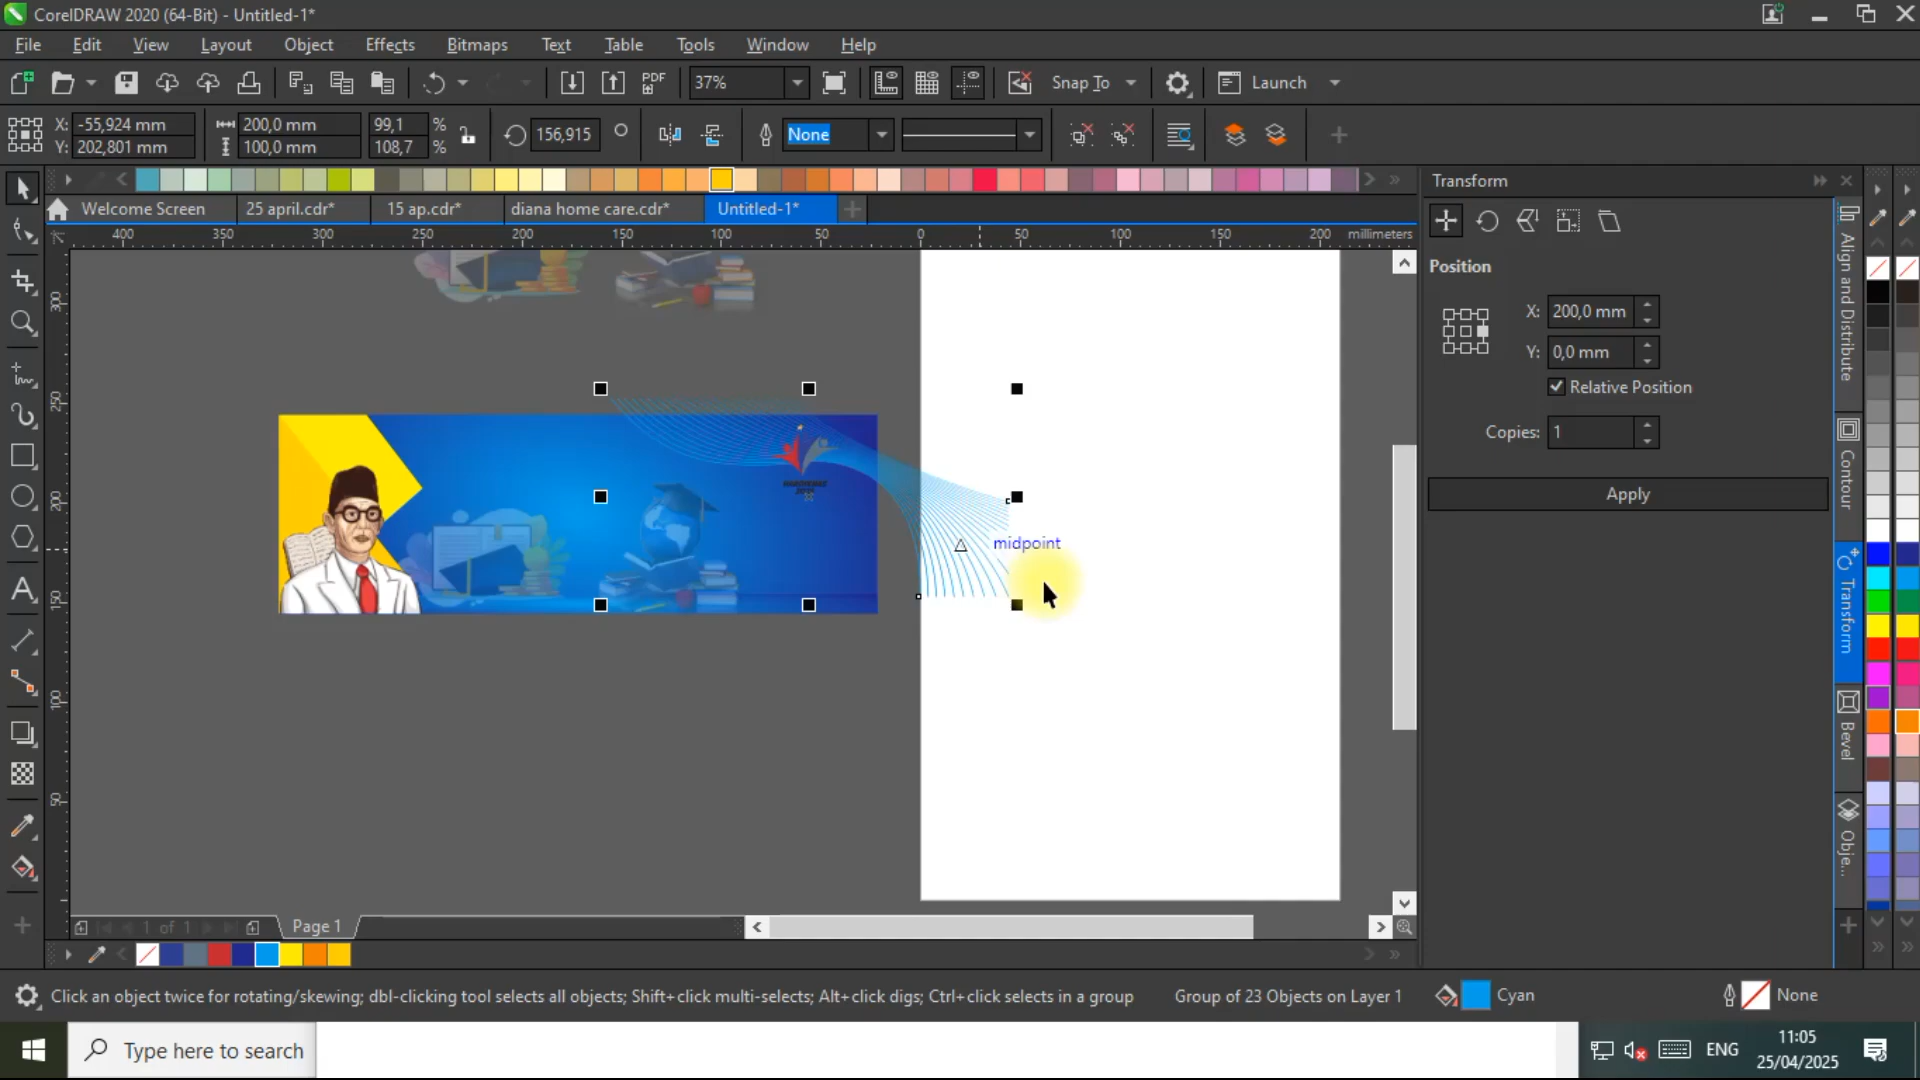 CorelDRAW 2020 (64-Bit) - Untitled-1*
File Edit View Layout Object Effects Bitmaps Text Table Tools Window Help
PDF 37% Snap To Launch
X: -55,924 mm 200,0 mm 99,1 % 156,915 ° None
Y: 202,801 mm 100,0 mm 108,7 %
Welcome Screen 25 april.cdr* 15 ap.cdr* diana home care.cdr* Untitled-1*
400 350 300 250 200 150 100 50 0 50 100 150 200 millimeters
300
250
200
150
100
50
midpoint
Transform
Position
X: 200,0 mm
Y: 0,0 mm
Relative Position
Copies: 1
Apply
Align and Distribute
Contour
Transform
Bevel
Obje...
1 of 1 Page 1
Click an object twice for rotating/skewing; dbl-clicking tool selects all objects; Shift+click multi-selects; Alt+click digs; Ctrl+click selects in a group Group of 23 Objects on Layer 1 Cyan None
Type here to search ENG 11:05
25/04/2025